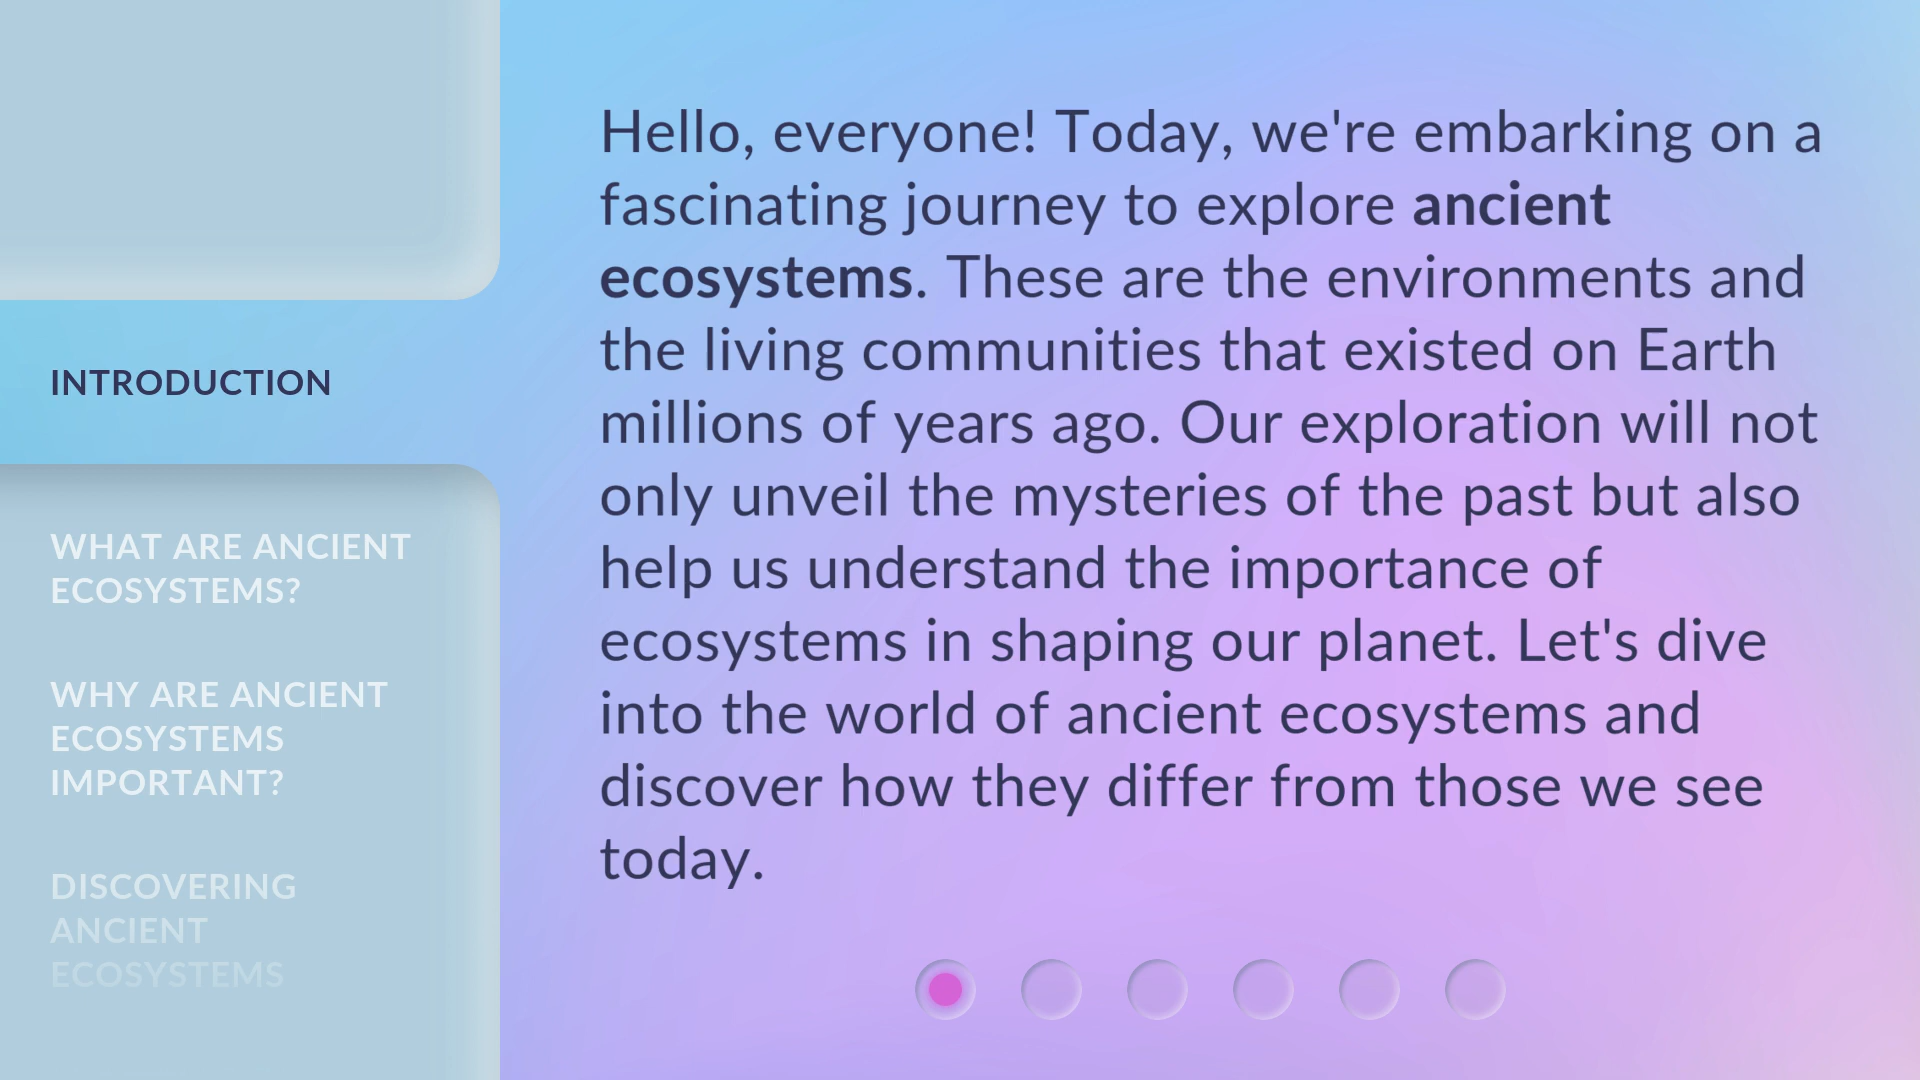 INTRODUCTION
WHAT ARE ANCIENT
ECOSYSTEMS?
WHY ARE ANCIENT
ECOSYSTEMS
IMPORTANT?
DISCOVERING
ANCIENT
ECOSYSTEMS
Hello, everyone! Today, we're embarking on a
fascinating journey to explore ancient
ecosystems. These are the environments and
the living communities that existed on Earth
millions of years ago. Our exploration will not
only unveil the mysteries of the past but also
help us understand the importance of
ecosystems in shaping our planet. Let's dive
into the world of ancient ecosystems and
discover how they differ from those we see
today.